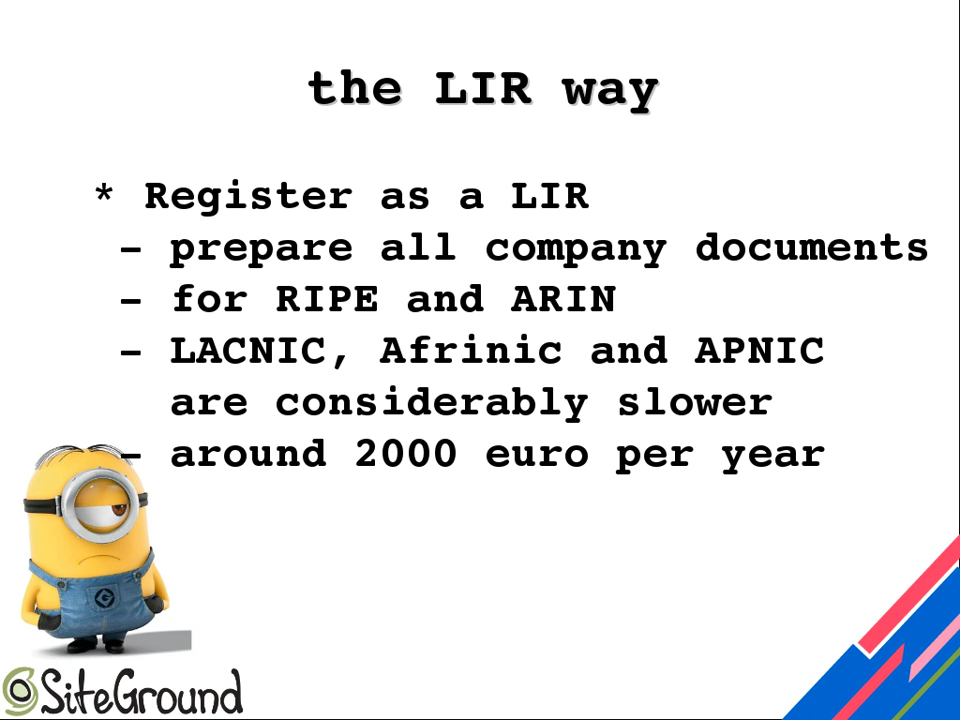 the LIR way
* Register as a LIR
- prepare all company documents
- for RIPE and ARIN
- LACNIC, Afrinic and APNIC
are considerably slower
- around 2000 euro per year
SiteGround